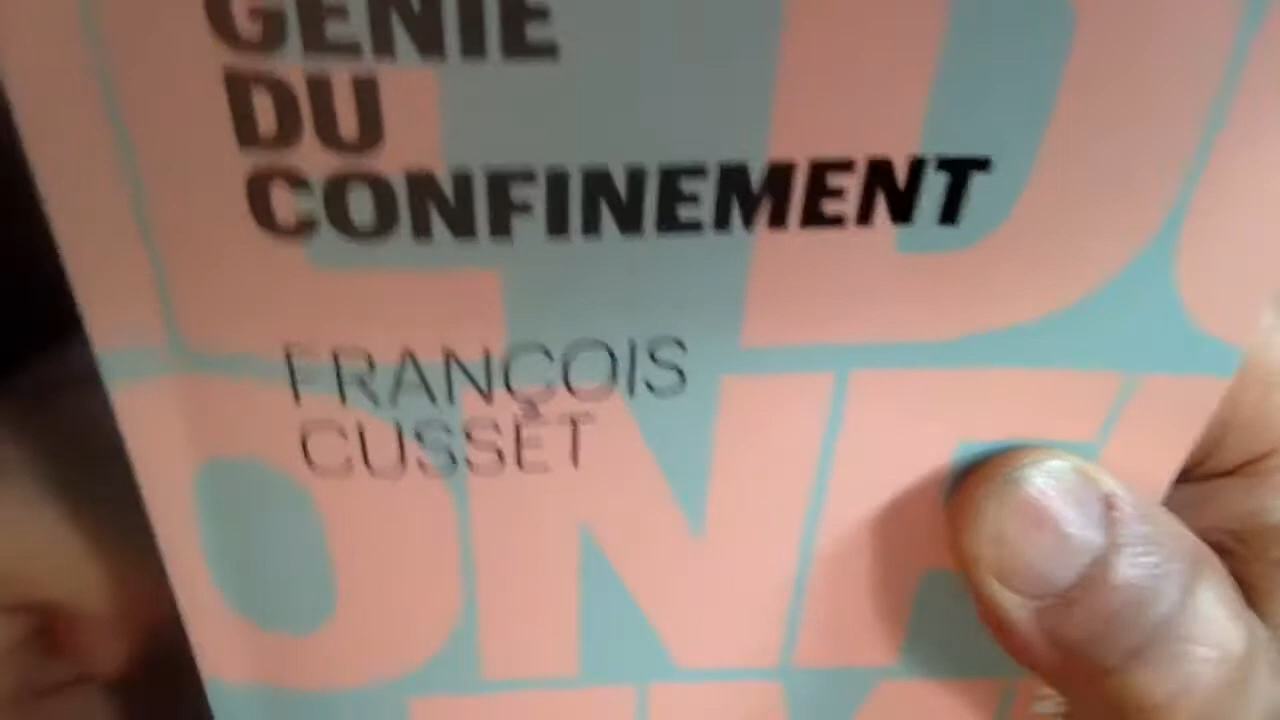 GÉNIE
DU
CONFINEMENT
FRANÇOIS
CUSSET